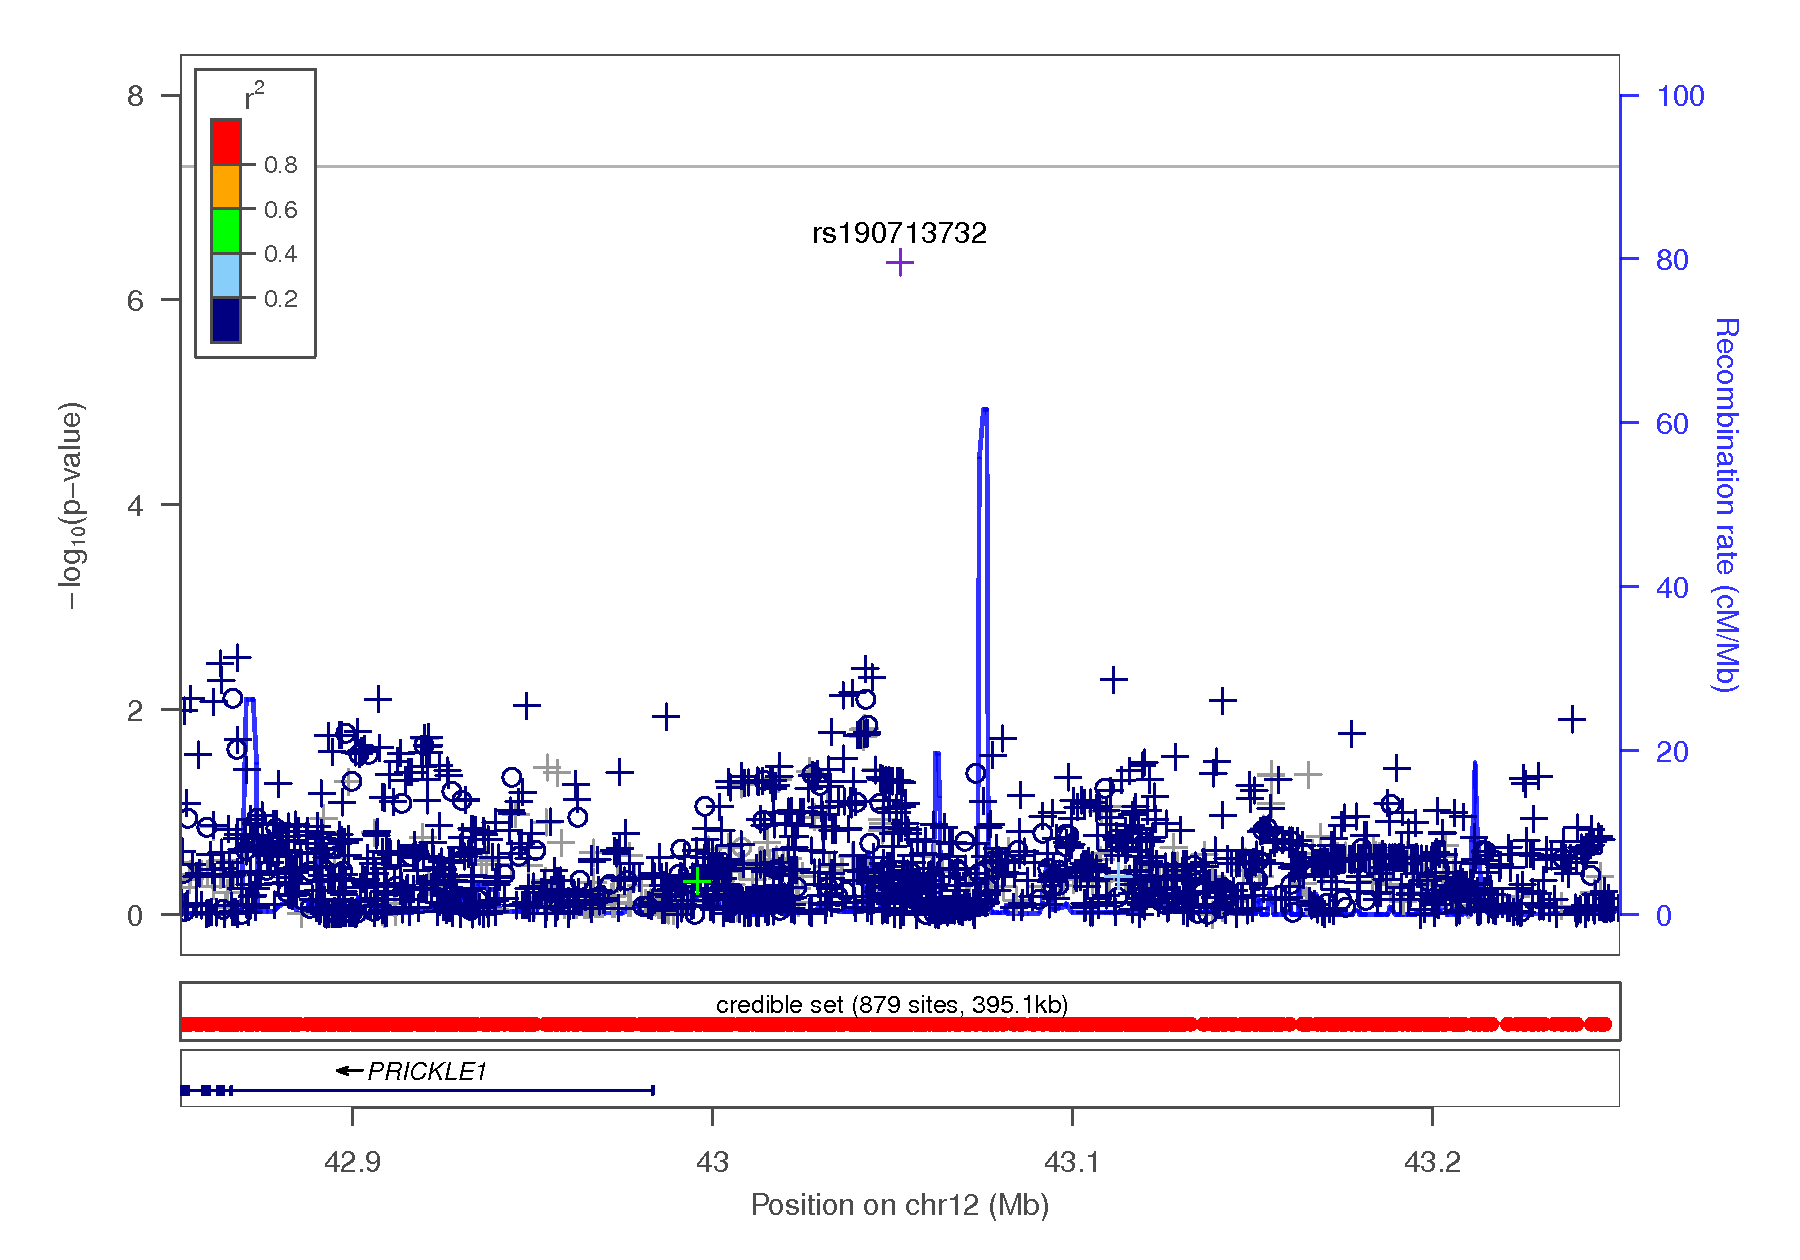 8
6
4
2
0
−log10(p−value)
r2
0.8
0.6
0.4
0.2
rs190713732
100
80
60
40
20
0
Recombination rate (cM/Mb)
credible set (879 sites, 395.1kb)
PRICKLE1
42.9 43 43.1 43.2
Position on chr12 (Mb)